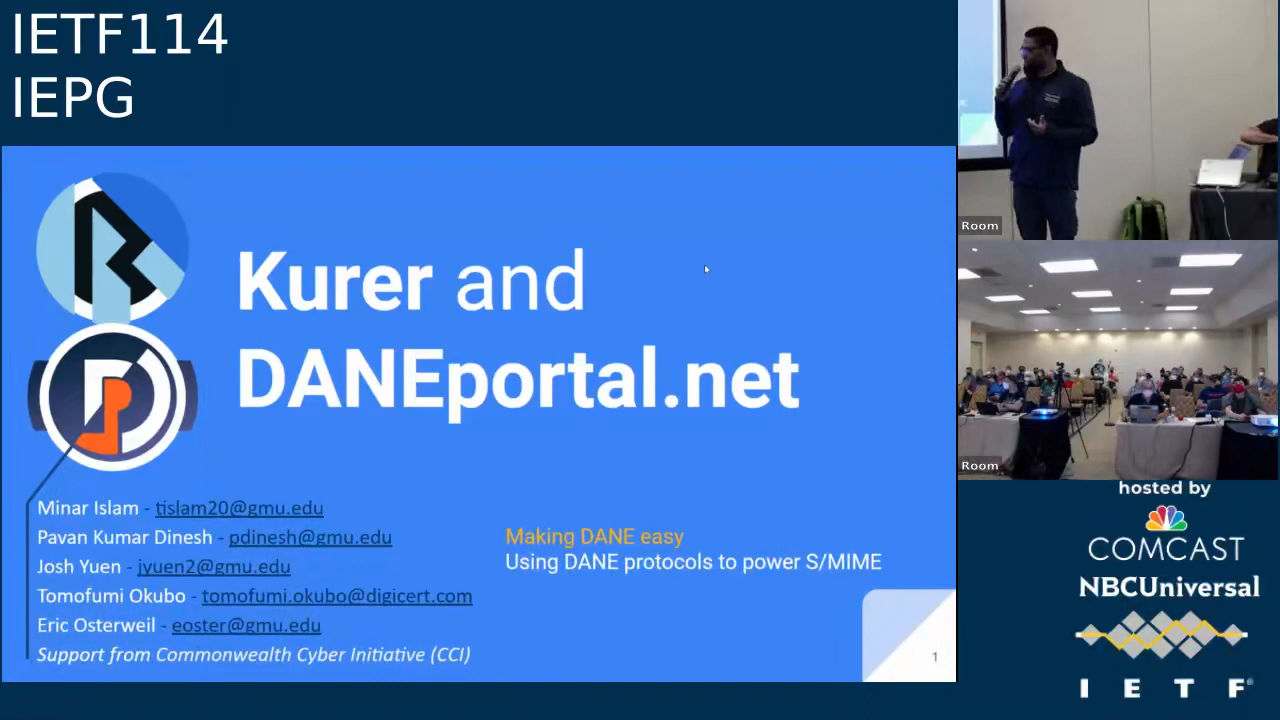 IETF114
IEPG
Kurer and
DANEportal.net
Minar Islam - tislam20@gmu.edu
Pavan Kumar Dinesh - pdinesh@gmu.edu
Josh Yuen - jyuen2@gmu.edu
Tomofumi Okubo - tomofumi.okubo@digicert.com
Eric Osterweil - eoster@gmu.edu
Support from Commonwealth Cyber Initiative (CCI)
Making DANE easy
Using DANE protocols to power S/MIME
1
Room
Room
hosted by
COMCAST
NBCUniversal
I E T F®